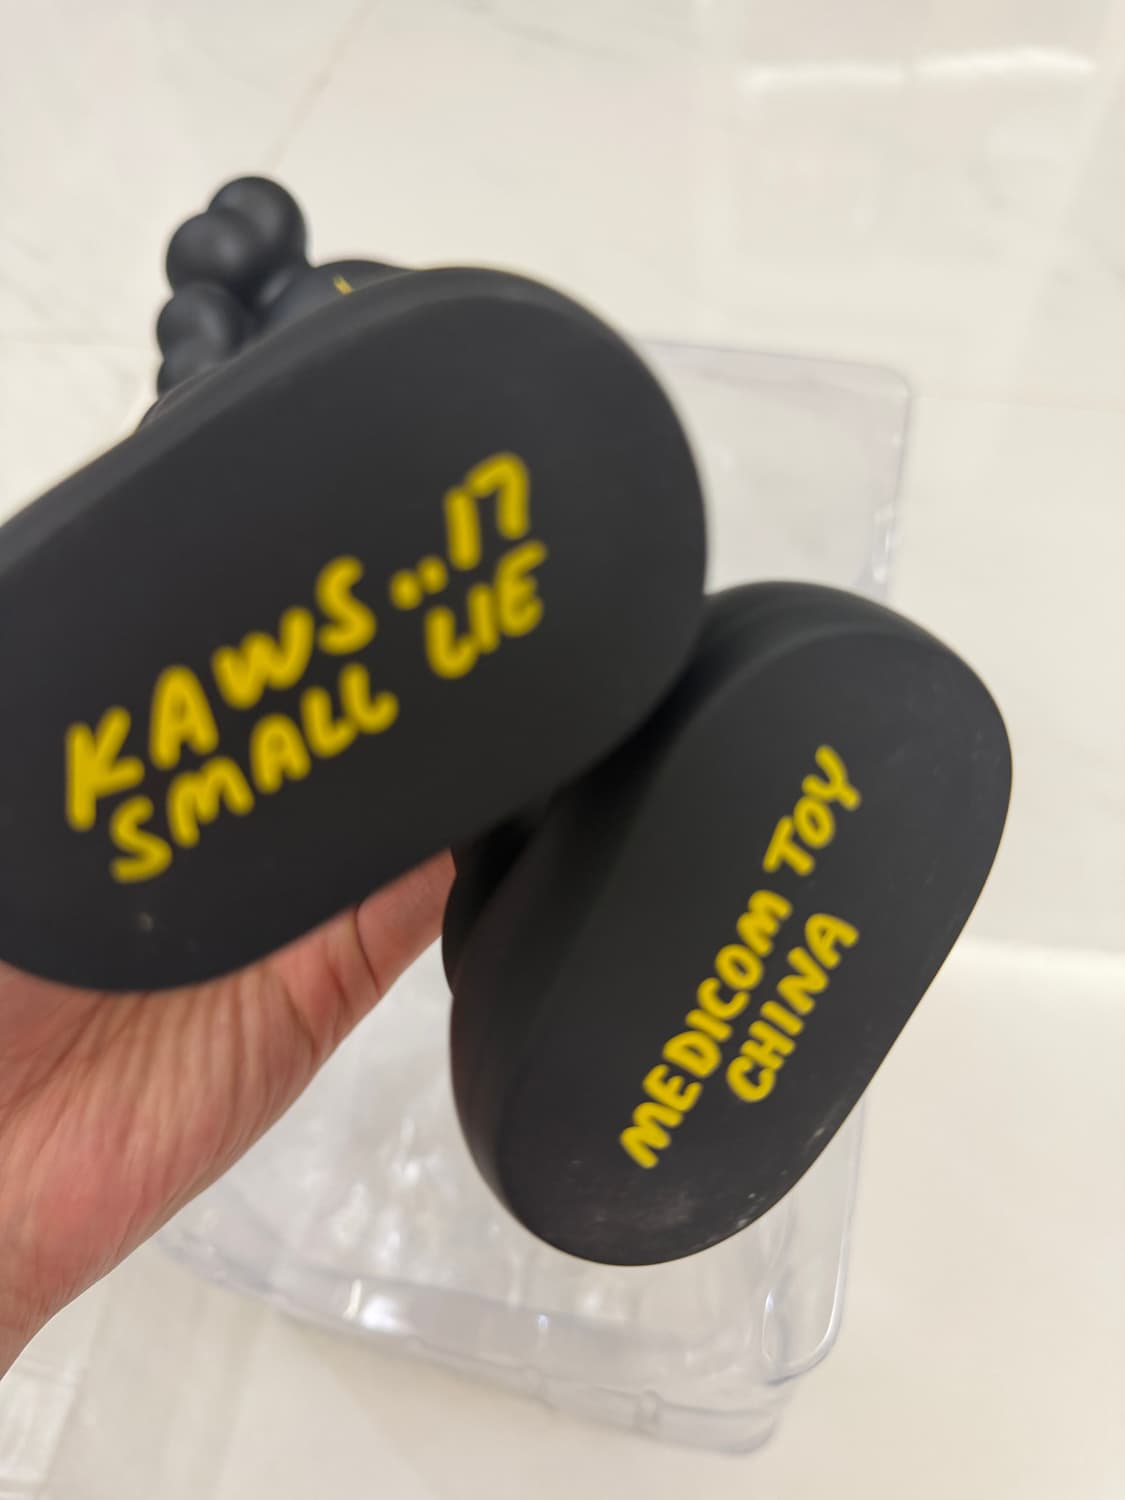 KAWS..17
SMALL LIE
MEDICOM TOY
CHINA